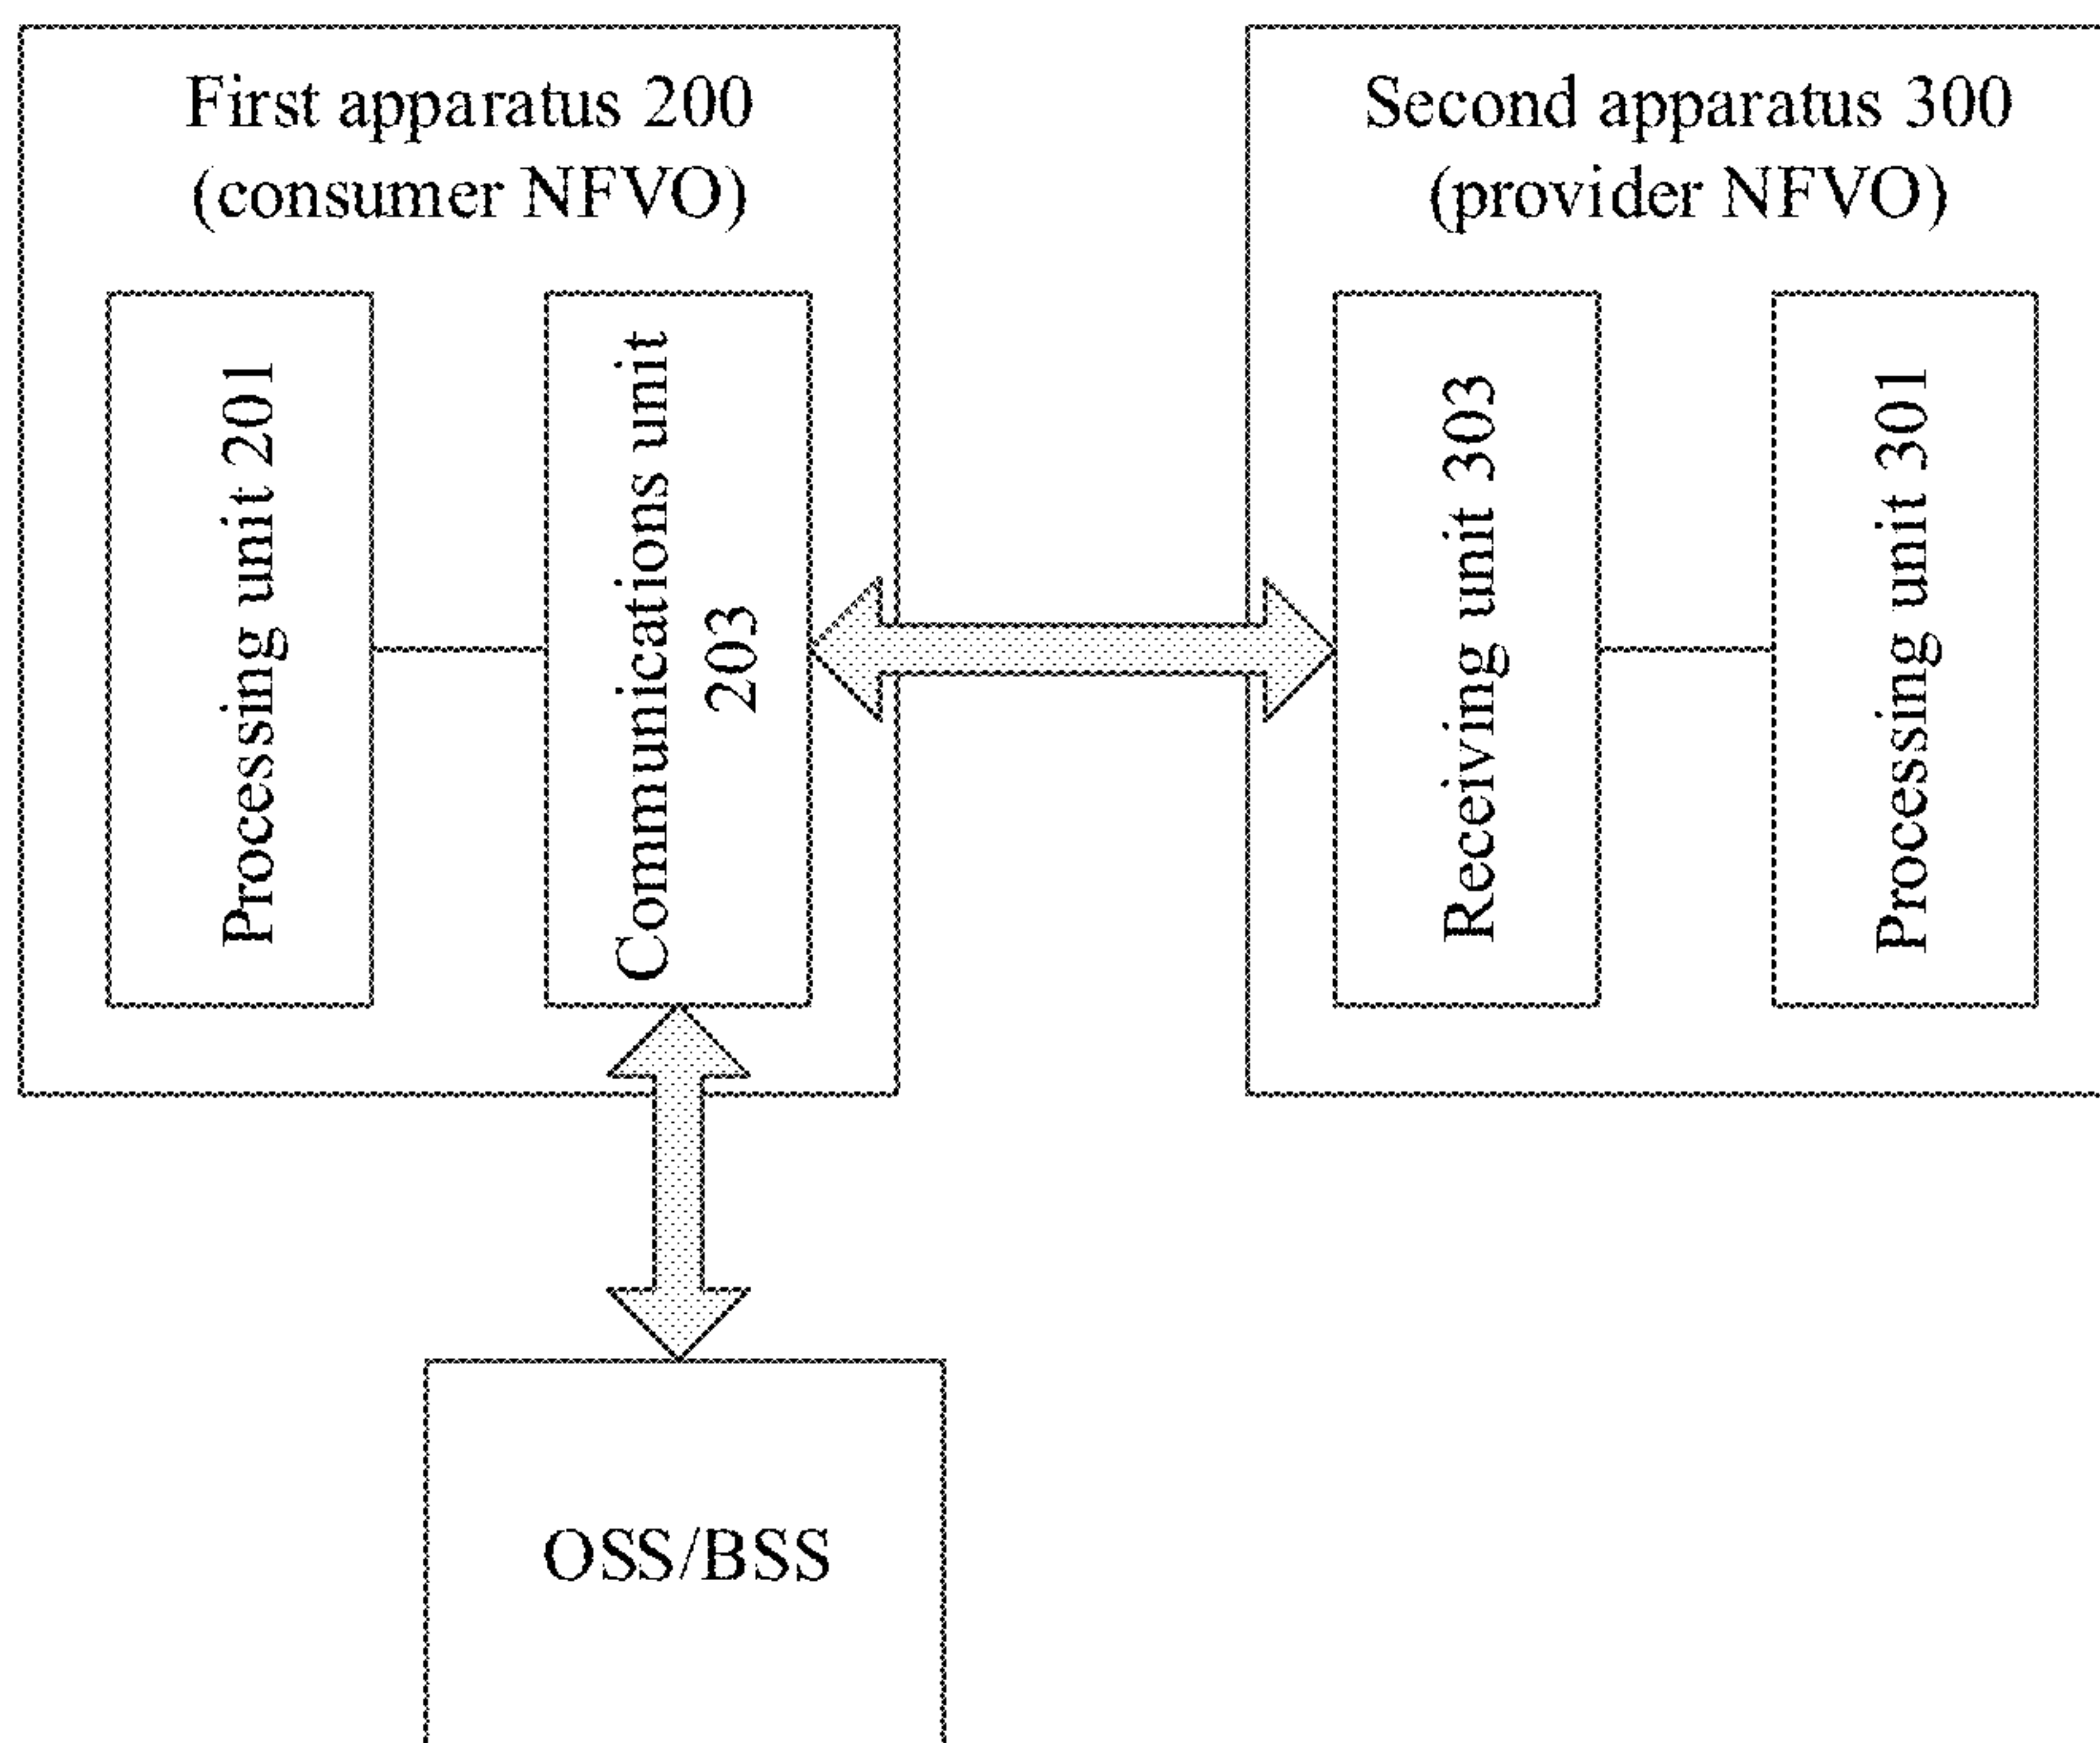 First apparatus 200
(consumer NFVO)
Processing unit 201
Communications unit
203
Second apparatus 300
(provider NFVO)
Receiving unit 303
Processing unit 301
OSS/BSS